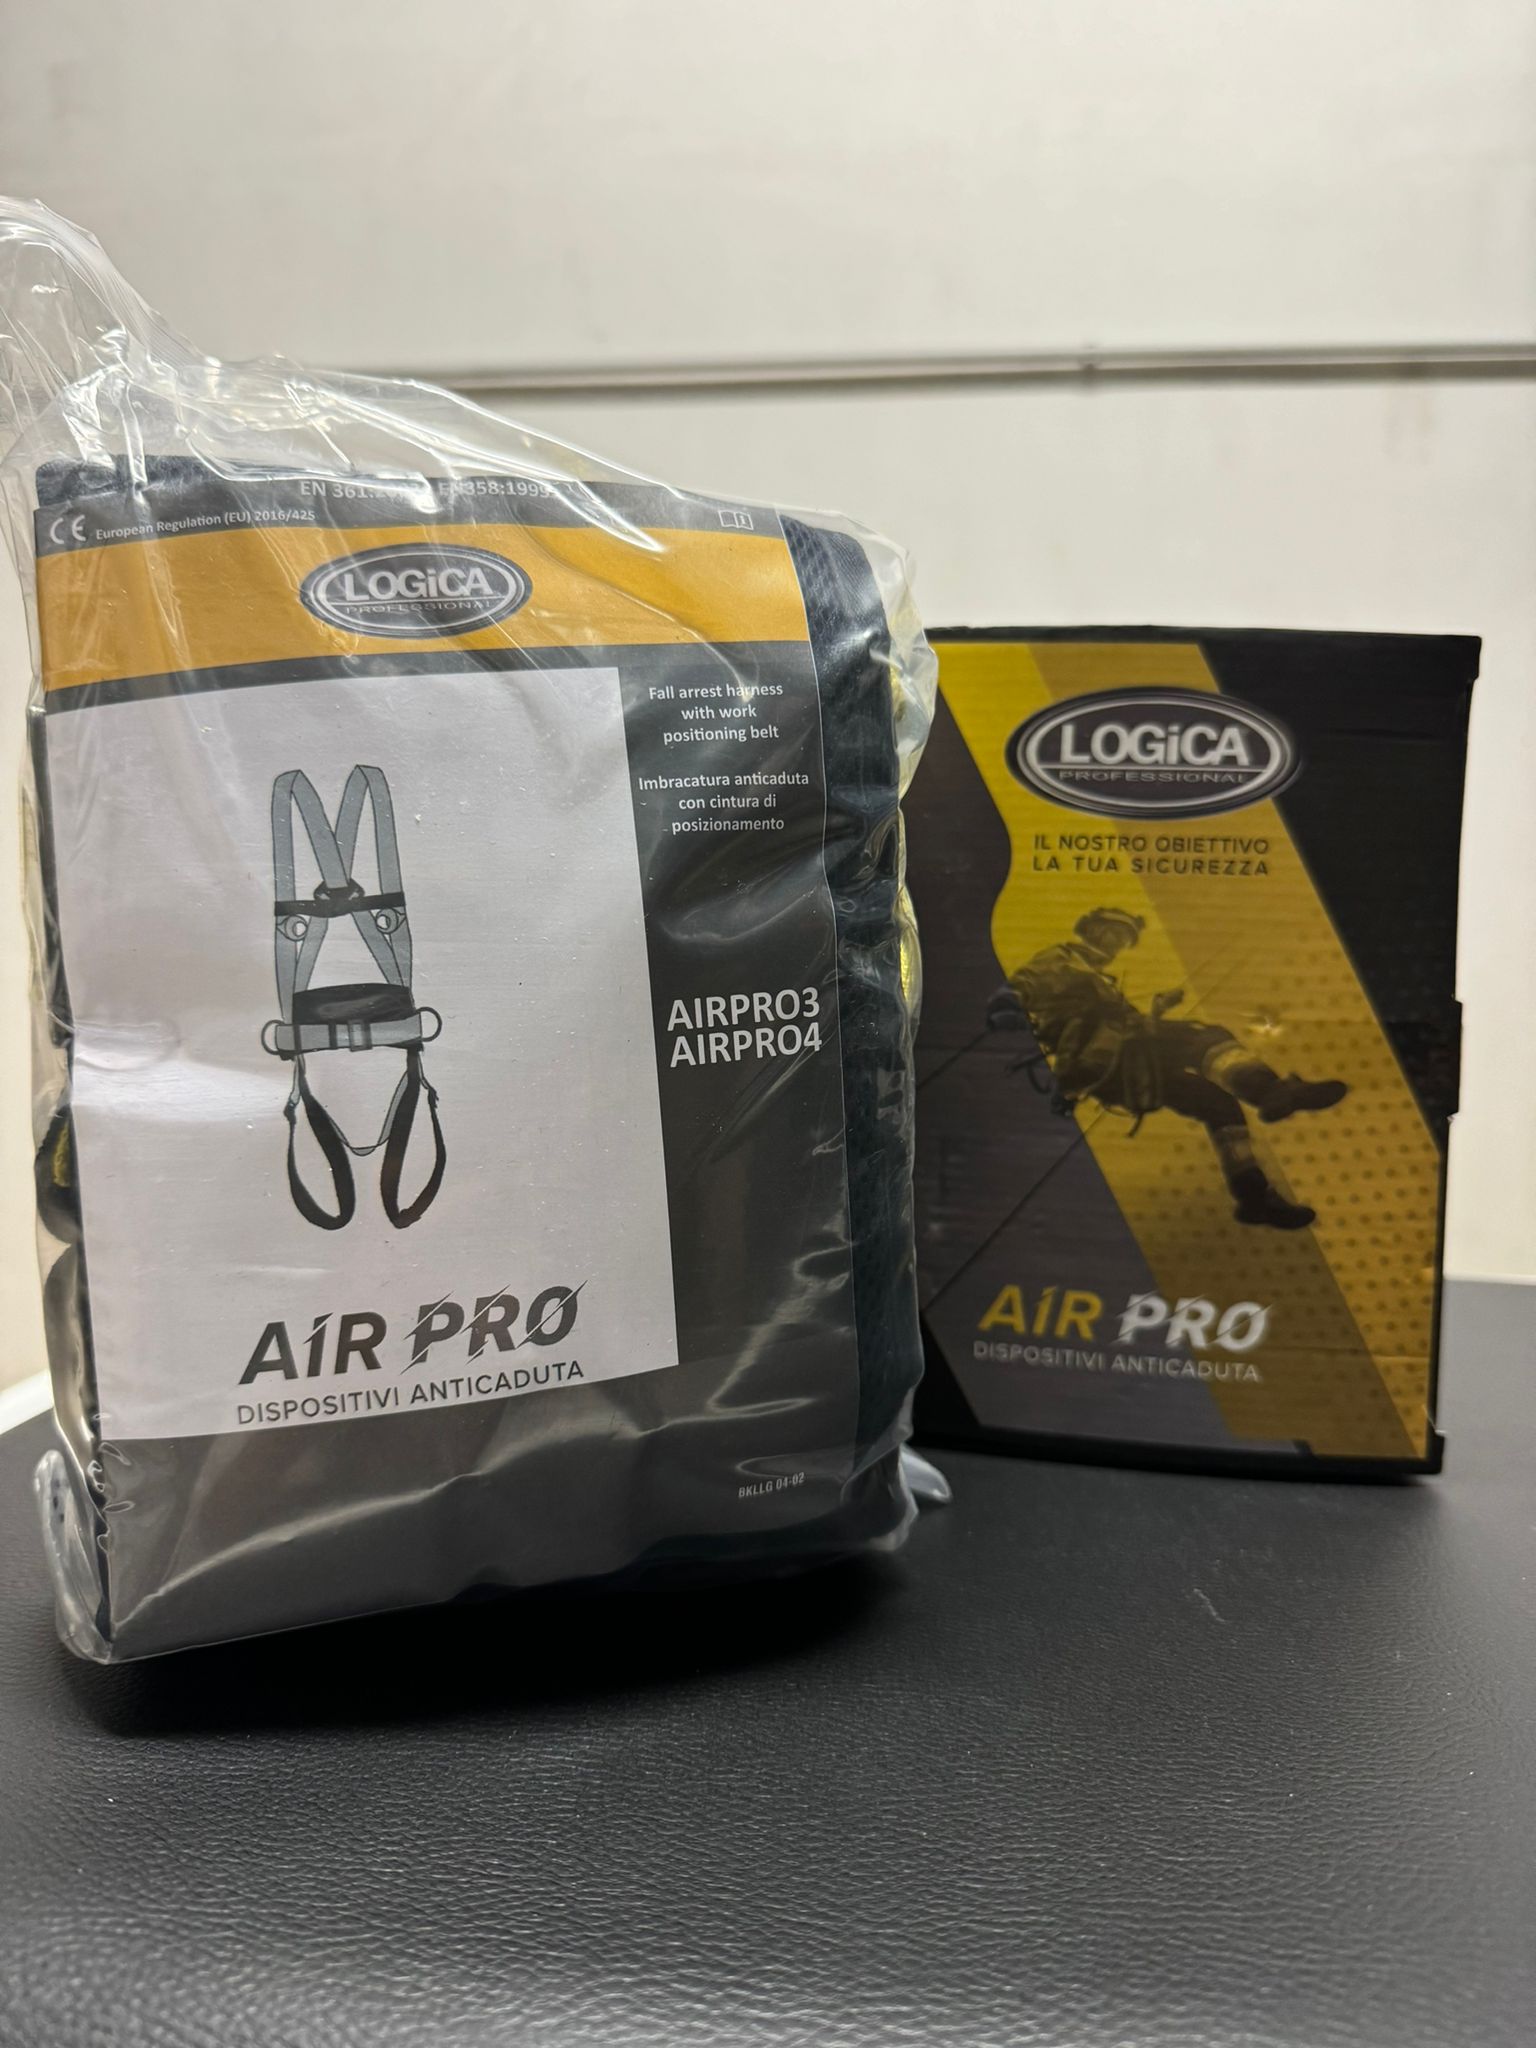 EN 358:1999
CE European Regulation (EU) 2016/425
LOGiCA
PROFESSIONAL
Fall arrest harness
with work
positioning belt
Imbracatura anticaduta
con cintura di
posizionamento
AIRPRO3
AIRPRO4
AiR PRO
DISPOSITIVI ANTICADUTA
BKLLG 04-02
LOGiCA
PROFESSIONAL
IL NOSTRO OBIETTIVO
LA TUA SICUREZZA
AiR PRO
DISPOSITIVI ANTICADUTA